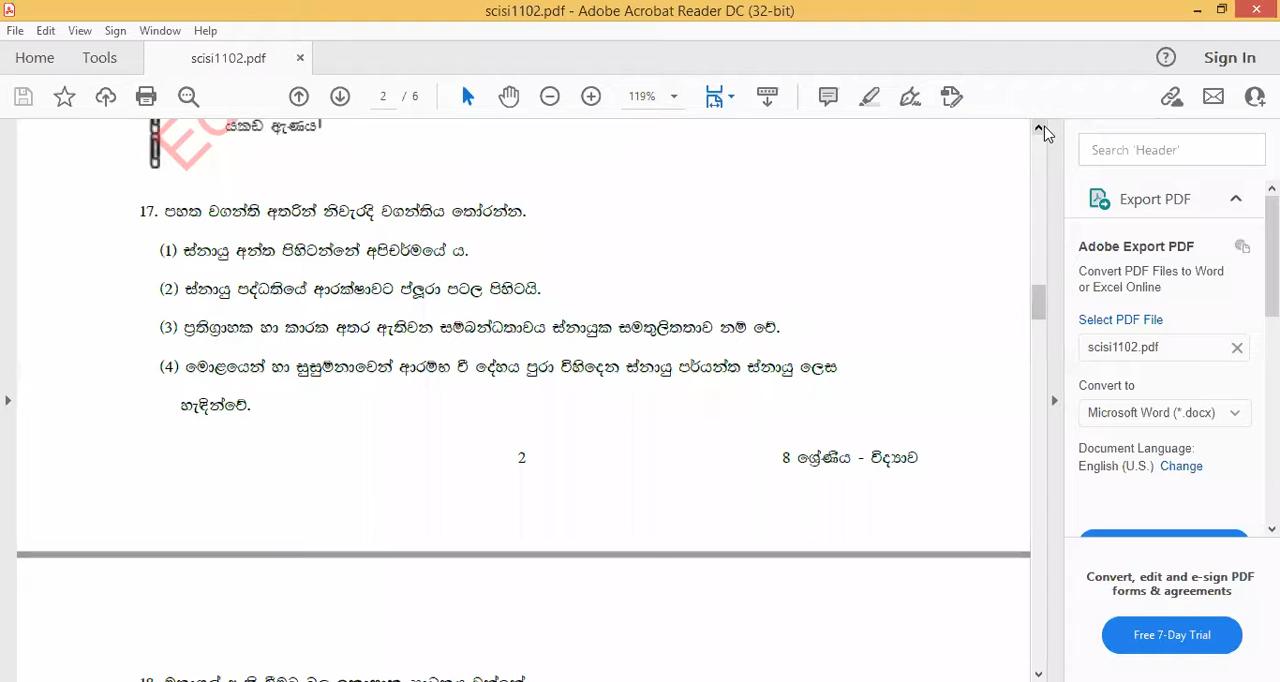 scisi1102.pdf - Adobe Acrobat Reader DC (32-bit)
File Edit View Sign Window Help
Home Tools scisi1102.pdf × Sign In
2 / 6 119%
යකඩ ඇණය
17. පහත වගන්ති අතරින් නිවැරදි වගන්තිය තෝරන්න.
(1) ස්නායු අන්ත පිහිටන්නේ අපිචර්මයේ ය.
(2) ස්නායු පද්ධතියේ ආරක්ෂාවට ප්ලූරා පටල පිහිටයි.
(3) ප්‍රතිග්‍රාහක හා කාරක අතර ඇතිවන සම්බන්ධතාවය ස්නායුක සමතුලිතතාව නම් වේ.
(4) මොළයෙන් හා සුසුම්නාවෙන් ආරම්භ වී දේහය පුරා විහිදෙන ස්නායු පර්යන්ත ස්නායු ලෙස
හැඳින්වේ.
2 8 ශ්‍රේණිය - විද්‍යාව
Search 'Header'
Export PDF
Adobe Export PDF
Convert PDF Files to Word
or Excel Online
Select PDF File
scisi1102.pdf
Convert to
Microsoft Word (*.docx)
Document Language:
English (U.S.) Change
Convert, edit and e-sign PDF
forms & agreements
Free 7-Day Trial